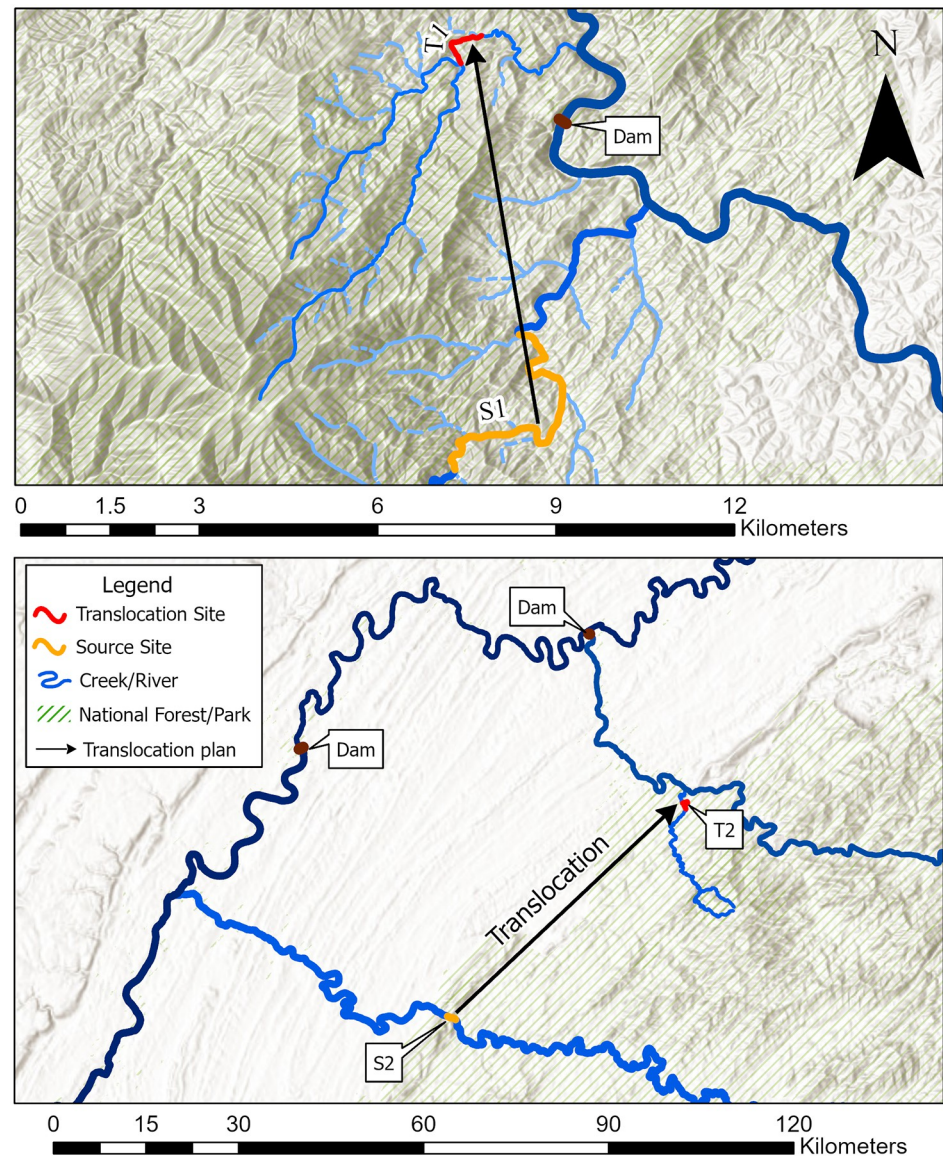 T1
N
Dam
S1
0 1.5 3 6 9 12
Kilometers
Legend
Translocation Site
Source Site
Creek/River
National Forest/Park
Translocation plan
Dam
Dam
T2
Translocation
S2
0 15 30 60 90 120
Kilometers